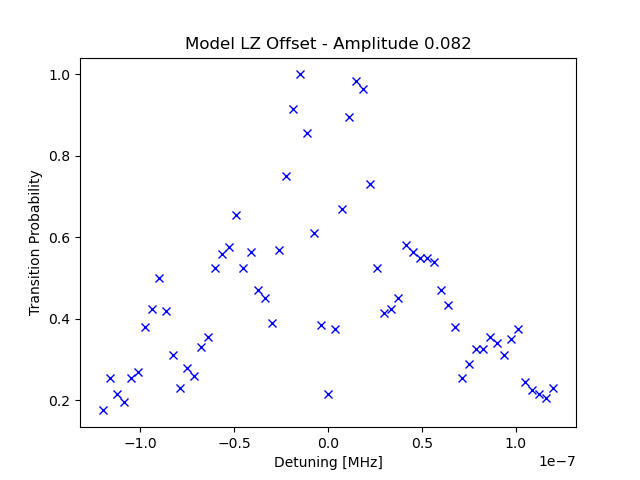 Model LZ Offset - Amplitude 0.082
1.0
0.8
0.6
0.4
0.2
Transition Probability
−1.0 −0.5 0.0 0.5 1.0
1e−7
Detuning [MHz]